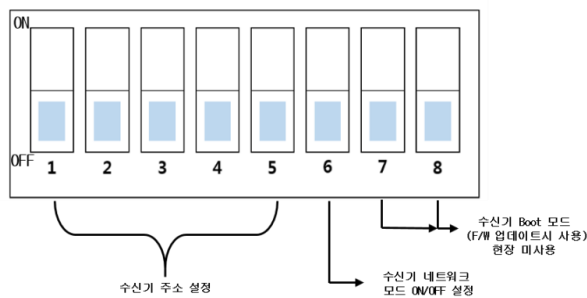 ON
OFF
1 2 3 4 5 6 7 8
수신기 Boot 모드
(F/W 업데이트시 사용)
현장 미사용
수신기 주소 설정
수신기 네트워크
모드 ON/OFF 설정